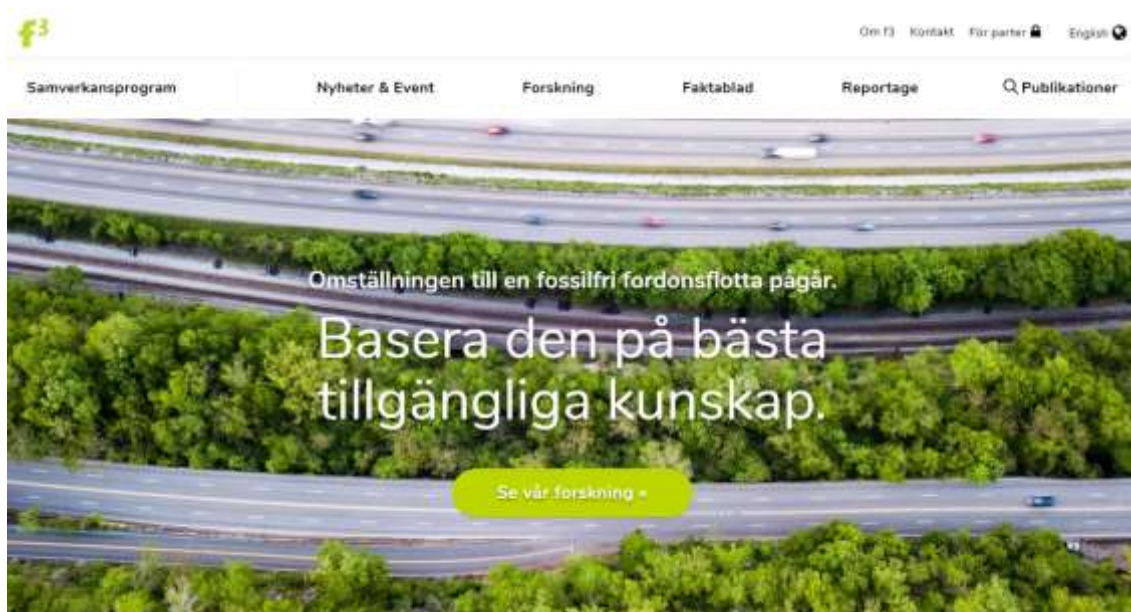 f3
Om f3 Kontakt För parter English
Samverkansprogram Nyheter & Event Forskning Faktablad Reportage Publikationer
Omställningen till en fossilfri fordonsflotta pågår.
Basera den på bästa
tillgängliga kunskap.
Se vår forskning »